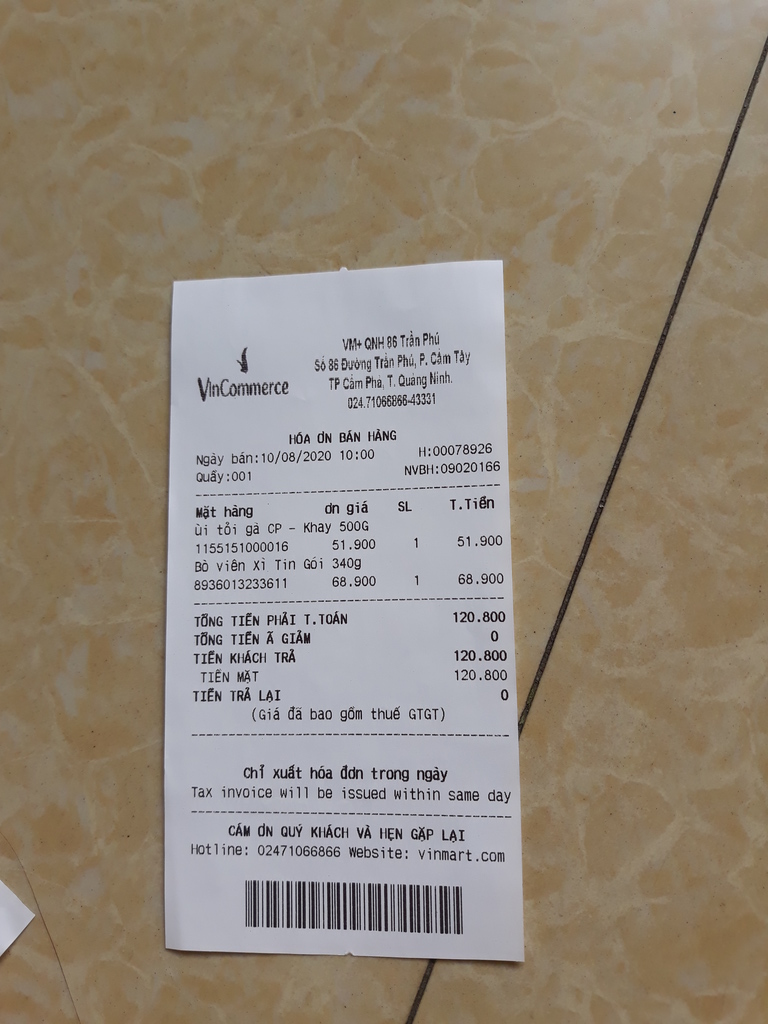 VinCommerce
VM+ QNH 86 Trần Phú
Số 86 Đường Trần Phú, P. Cẩm Tây
TP Cẩm Phả, T. Quảng Ninh.
024.71066866-43331
HÓA ƠN BÁN HÀNG
Ngày bán:10/08/2020 10:00 H:00078926
Quầy:001 NVBH:09020166
Mặt hàng ơn giá SL T.Tiền
ùi tỏi gà CP - Khay 500G
1155151000016 51.900 1 51.900
Bò viên Xì Tin Gói 340g
8936013233611 68.900 1 68.900
TỔNG TIỀN PHẢI T.TOÁN 120.800
TỔNG TIỀN Ã GIẢM 0
TIỀN KHÁCH TRẢ 120.800
TIỀN MẶT 120.800
TIỀN TRẢ LẠI 0
(Giá đã bao gồm thuế GTGT)
Chỉ xuất hóa đơn trong ngày
Tax invoice will be issued within same day
CÁM ƠN QUÝ KHÁCH VÀ HẸN GẶP LẠI
Hotline: 02471066866 Website: vinmart.com